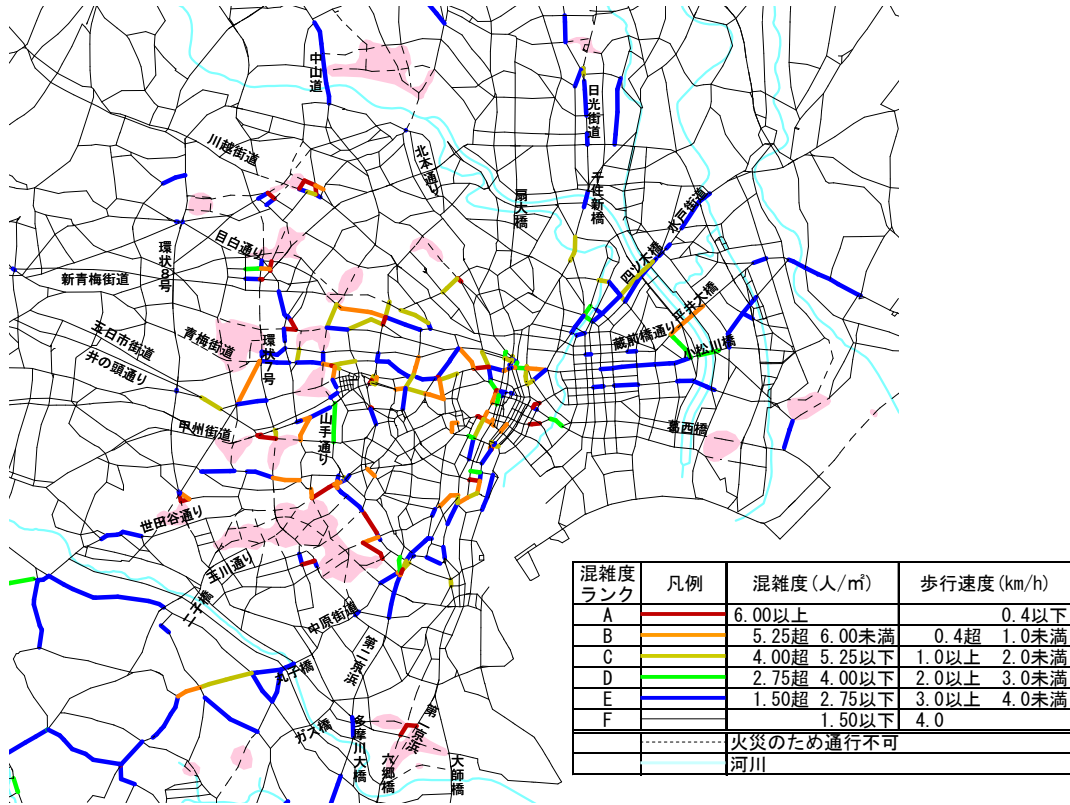 中山道
日光街道
川越街道
北本通り
扇大橋
千住新橋
水戸街道
目白通り
環状8号
四ツ木橋
新青梅街道
平井大橋
蔵前橋通り
小松川橋
五日市街道
青梅街道
環状7号
井の頭通り
甲州街道
山手通り
葛西橋
世田谷通り
玉川通り
二子橋
中原街道
第二京浜
丸子橋
ガス橋
多摩川大橋
六郷橋
第一京浜
大師橋
混雑度ランク 凡例 混雑度(人/㎡) 歩行速度(km/h)
A 6.00以上 0.4以下
B 5.25超 6.00未満 0.4超 1.0未満
C 4.00超 5.25以下 1.0以上 2.0未満
D 2.75超 4.00以下 2.0以上 3.0未満
E 1.50超 2.75以下 3.0以上 4.0未満
F 1.50以下 4.0
火災のため通行不可
河川